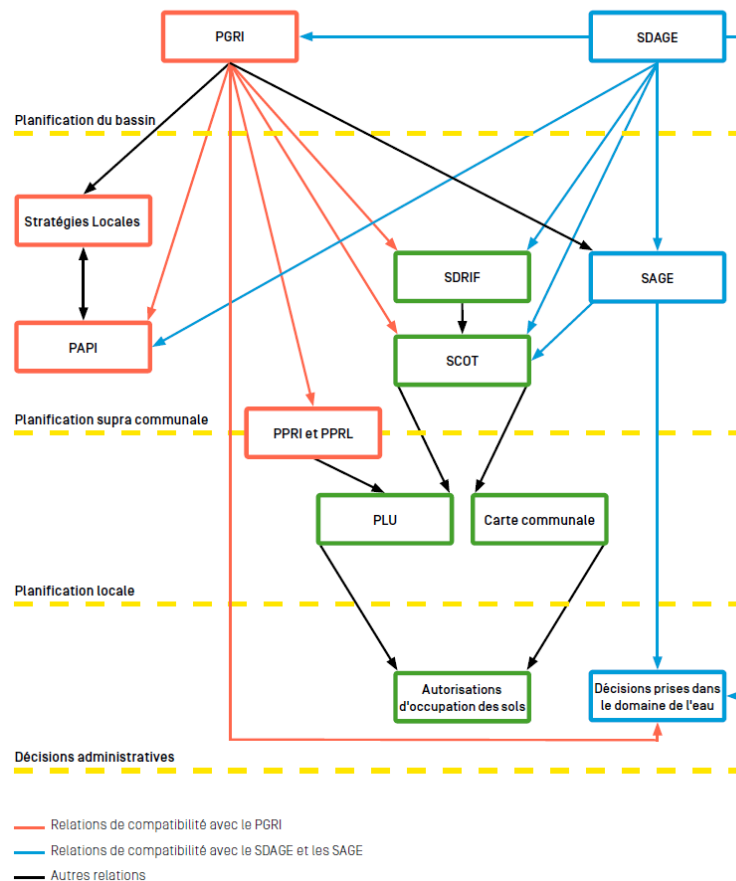 PGRI
SDAGE
Planification du bassin
Stratégies Locales
SDRIF
SAGE
PAPI
SCOT
Planification supra communale
PPRI et PPRL
PLU
Carte communale
Planification locale
Autorisations
d'occupation des sols
Décisions prises dans
le domaine de l'eau
Décisions administratives
Relations de compatibilité avec le PGRI
Relations de compatibilité avec le SDAGE et les SAGE
Autres relations